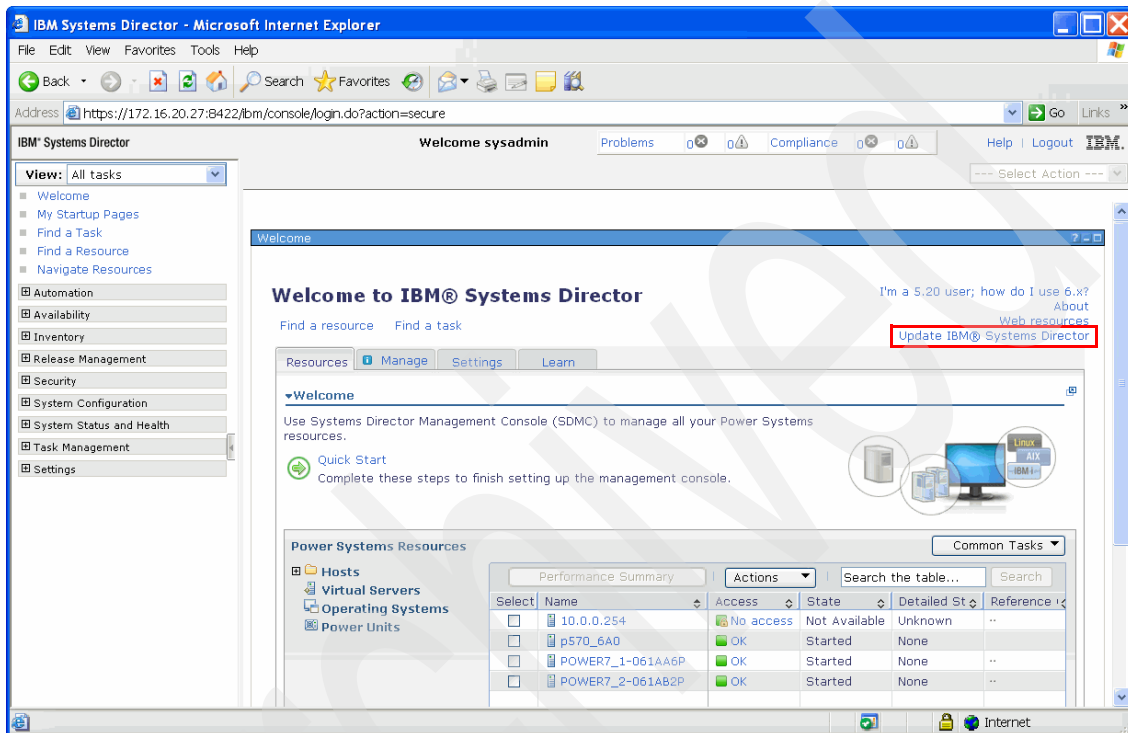 IBM Systems Director - Microsoft Internet Explorer
File Edit View Favorites Tools Help
Back Search Favorites
Address https://172.16.20.27:8422/ibm/console/login.do?action=secure Go Links »
IBM® Systems Director Welcome sysadmin Problems 0 0 Compliance 0 0 Help | Logout IBM.
View: All tasks --- Select Action ---
Welcome
My Startup Pages
Find a Task
Find a Resource
Navigate Resources
Automation
Availability
Inventory
Release Management
Security
System Configuration
System Status and Health
Task Management
Settings
Welcome ?
Welcome to IBM® Systems Director
I'm a 5.20 user; how do I use 6.x?
About
Web resources
Update IBM® Systems Director
Find a resource Find a task
Resources Manage Settings Learn
Welcome
Use Systems Director Management Console (SDMC) to manage all your Power Systems
resources.
Quick Start
Complete these steps to finish setting up the management console.
Linux
AIX
IBM i
Power Systems Resources Common Tasks
Hosts
Virtual Servers
Operating Systems
Power Units
Performance Summary Actions Search the table... Search
Select Name Access State Detailed St Reference
10.0.0.254 No access Not Available Unknown --
p570_6A0 OK Started None
POWER7_1-061AA6P OK Started None --
POWER7_2-061AB2P OK Started None --
Internet